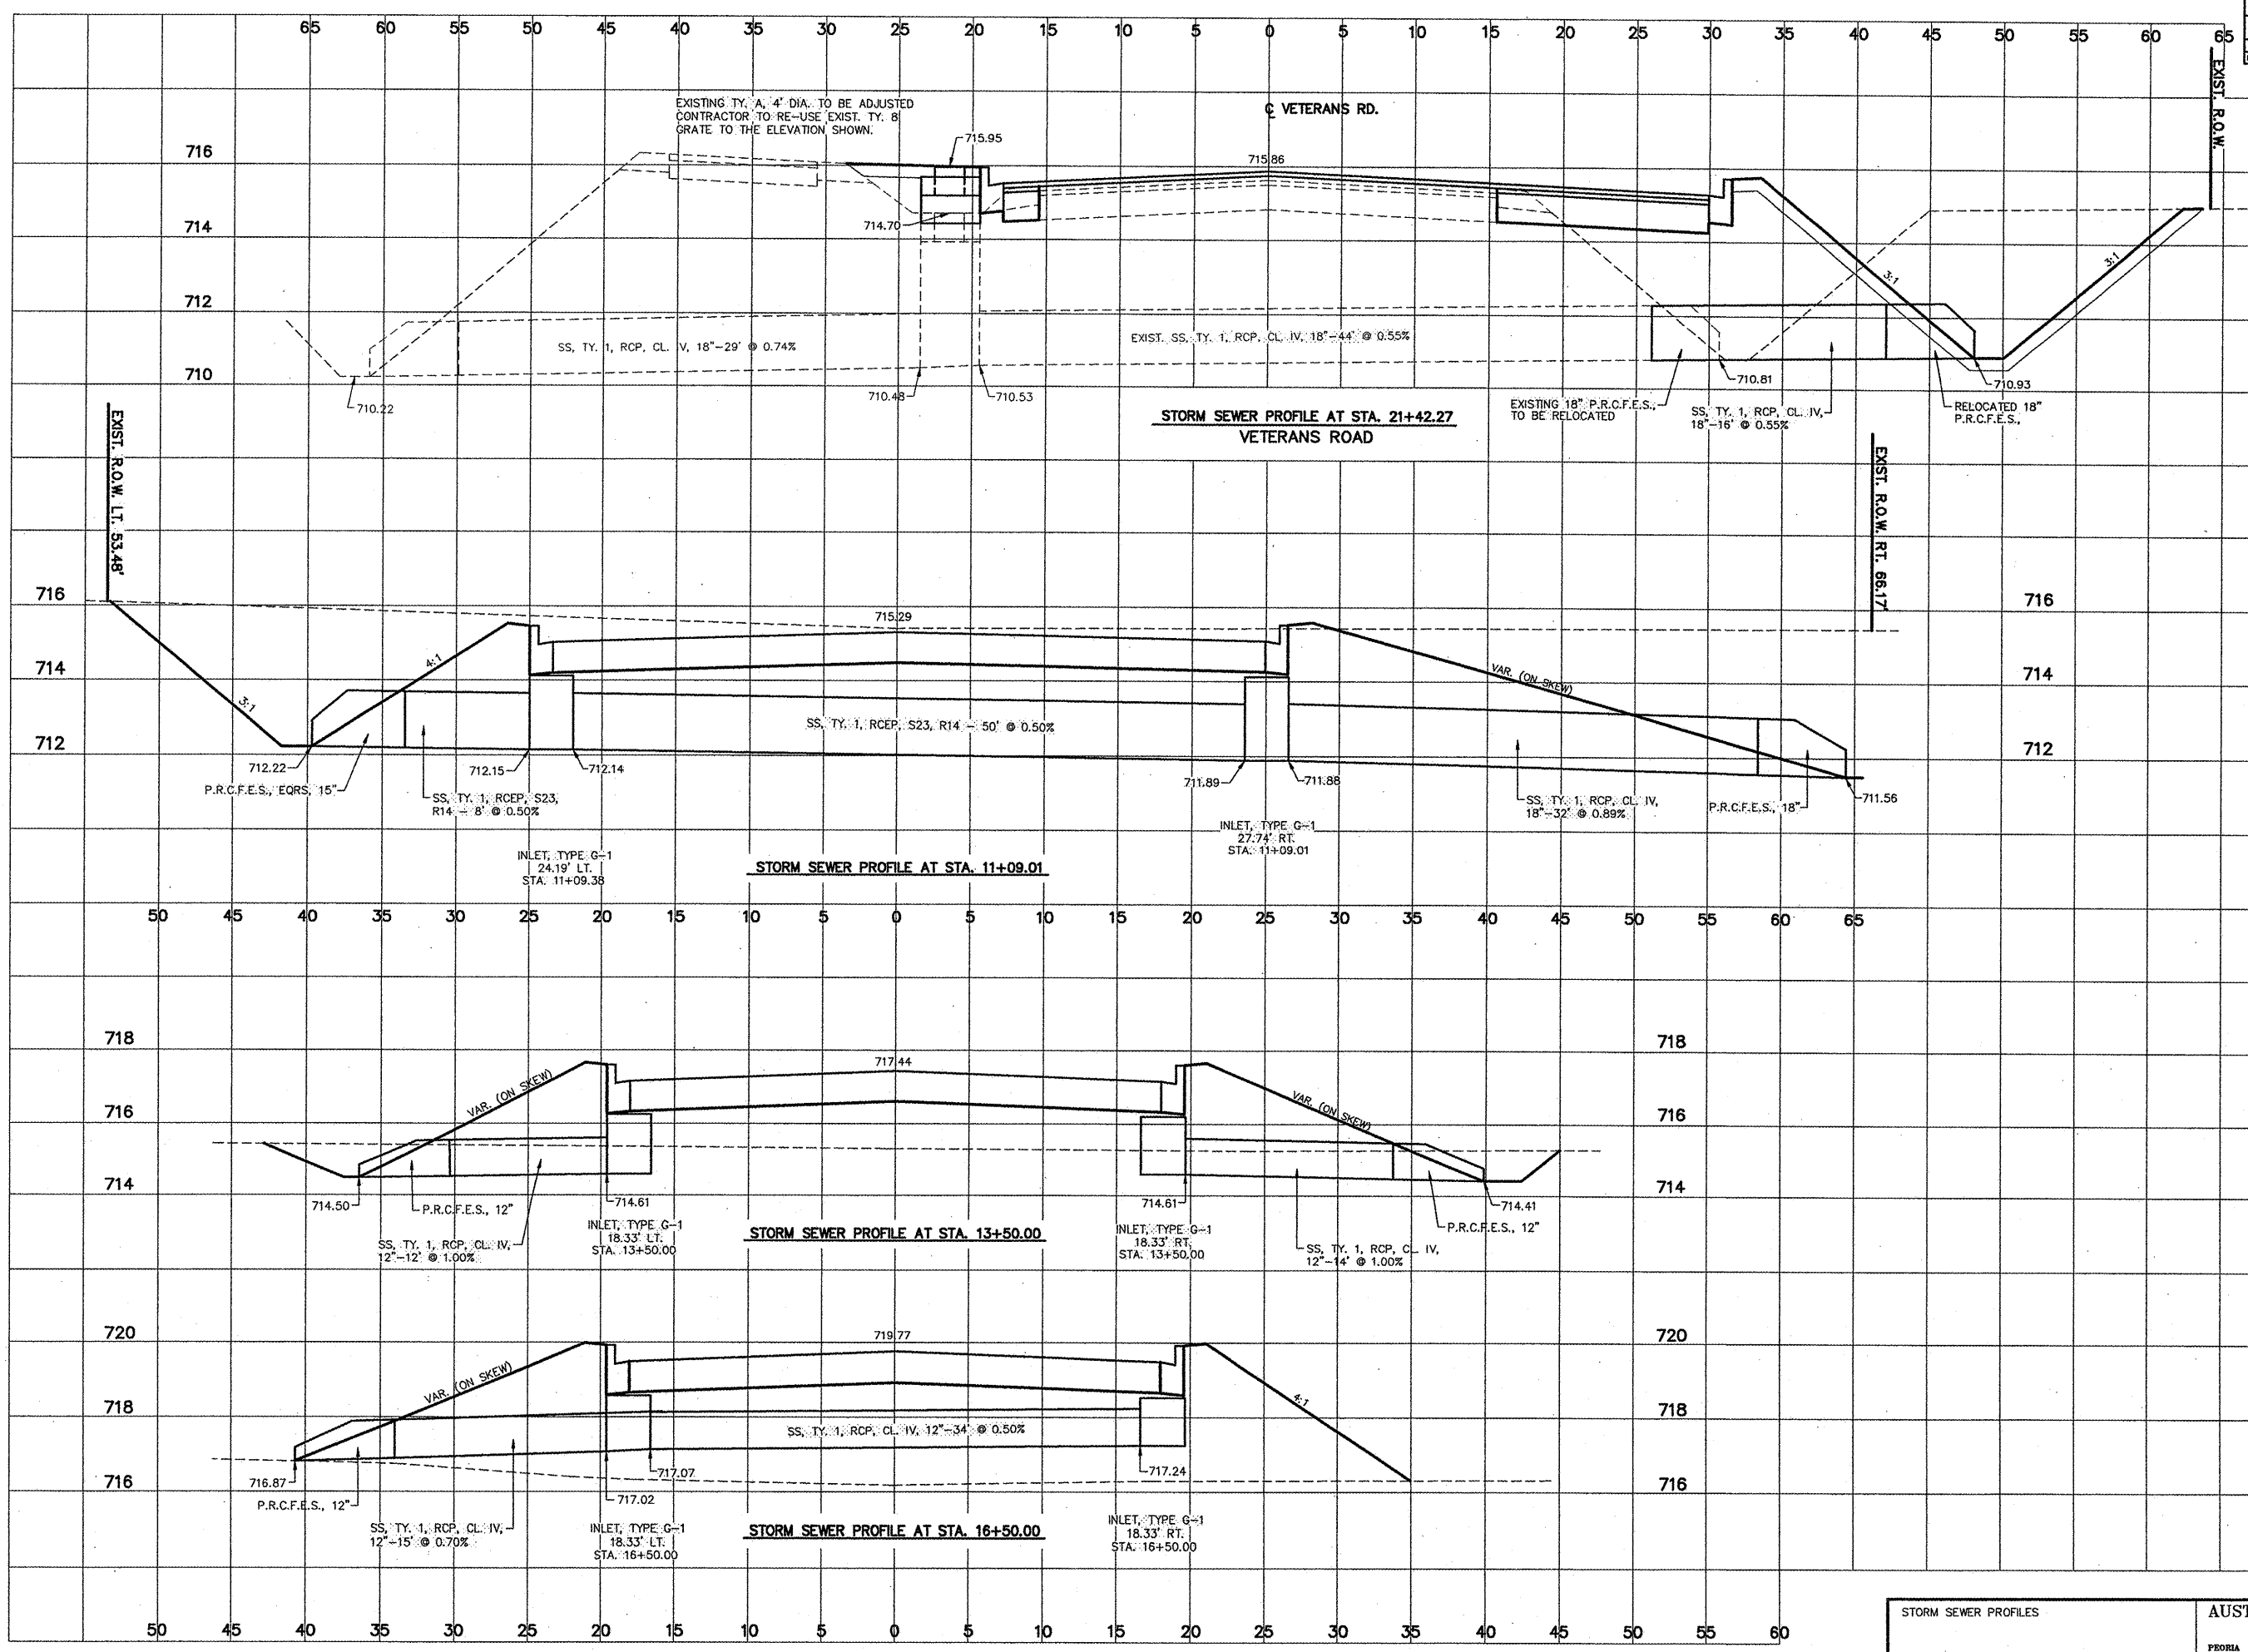 65 60 55 50 45 40 35 30 25 20 15 10 5 0 5 10 15 20 25 30 35 40 45 50 55 60 65
EXIST. R.O.W.
EXISTING TY. A, 4' DIA. TO BE ADJUSTED
CONTRACTOR TO RE-USE EXIST. TY. 8
GRATE TO THE ELEVATION SHOWN.
℄ VETERANS RD.
715.95
716
715.86
714.70
714
3:1
3:1
712
SS, TY. 1, RCP, CL. IV, 18"-29' @ 0.74%
EXIST. SS, TY. 1, RCP, CL. IV, 18"-44' @ 0.55%
710
710.22
710.48
710.53
710.81
710.93
EXISTING 18" P.R.C.F.E.S.,
TO BE RELOCATED
SS, TY. 1, RCP, CL. IV,
18"-16' @ 0.55%
RELOCATED 18"
P.R.C.F.E.S.,
STORM SEWER PROFILE AT STA. 21+42.27
VETERANS ROAD
EXIST. R.O.W. LT. 53.48'
EXIST. R.O.W. RT. 66.17'
716
715.29
716
714
4:1
VAR. (ON SKEW)
714
3:1
SS, TY. 1, RCEP, S23, R14 - 50' @ 0.50%
712
712
712.22
712.15
712.14
711.89
711.88
711.56
P.R.C.F.E.S., EQRS, 15"
SS, TY. 1, RCEP, S23,
R14 - 8' @ 0.50%
SS, TY. 1, RCP, CL. IV,
18"-32' @ 0.89%
P.R.C.F.E.S., 18"
INLET, TYPE G-1
24.19' LT.
STA. 11+09.38
STORM SEWER PROFILE AT STA. 11+09.01
INLET, TYPE G-1
27.74' RT.
STA. 11+09.01
50 45 40 35 30 25 20 15 10 5 0 5 10 15 20 25 30 35 40 45 50 55 60 65
718
717.44
718
VAR. (ON SKEW)
VAR. (ON SKEW)
716
716
714
714
714.50
P.R.C.F.E.S., 12"
714.61
714.61
714.41
P.R.C.F.E.S., 12"
SS, TY. 1, RCP, CL. IV,
12"-12' @ 1.00%
INLET, TYPE G-1
18.33' LT.
STA. 13+50.00
STORM SEWER PROFILE AT STA. 13+50.00
INLET, TYPE G-1
18.33' RT.
STA. 13+50.00
SS, TY. 1, RCP, CL. IV,
12"-14' @ 1.00%
720
719.77
720
VAR. (ON SKEW)
4:1
718
SS, TY. 1, RCP, CL. IV, 12"-34' @ 0.50%
718
716
716
716.87
717.07
717.02
717.24
P.R.C.F.E.S., 12"
SS, TY. 1, RCP, CL. IV,
12"-15' @ 0.70%
INLET, TYPE G-1
18.33' LT.
STA. 16+50.00
STORM SEWER PROFILE AT STA. 16+50.00
INLET, TYPE G-1
18.33' RT.
STA. 16+50.00
50 45 40 35 30 25 20 15 10 5 0 5 10 15 20 25 30 35 40 45 50 55 60
STORM SEWER PROFILES
AUST
PEORIA